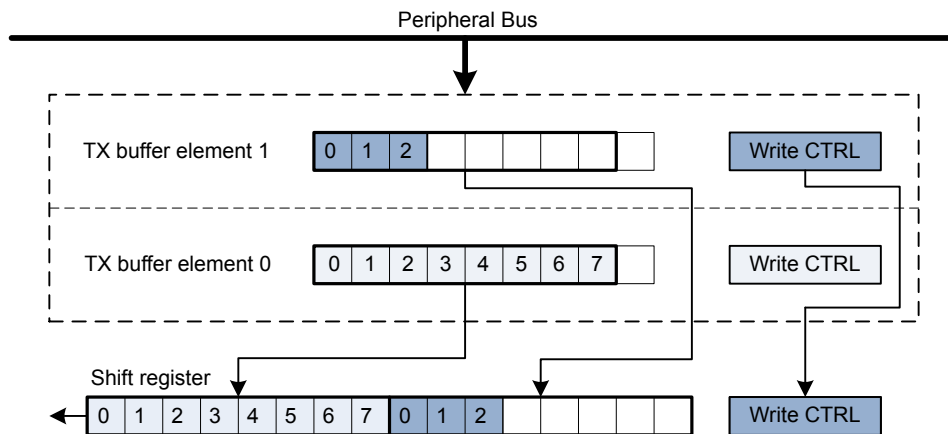 Peripheral Bus
TX buffer element 1 0 1 2 Write CTRL
TX buffer element 0 0 1 2 3 4 5 6 7 Write CTRL
Shift register
0 1 2 3 4 5 6 7 0 1 2 Write CTRL